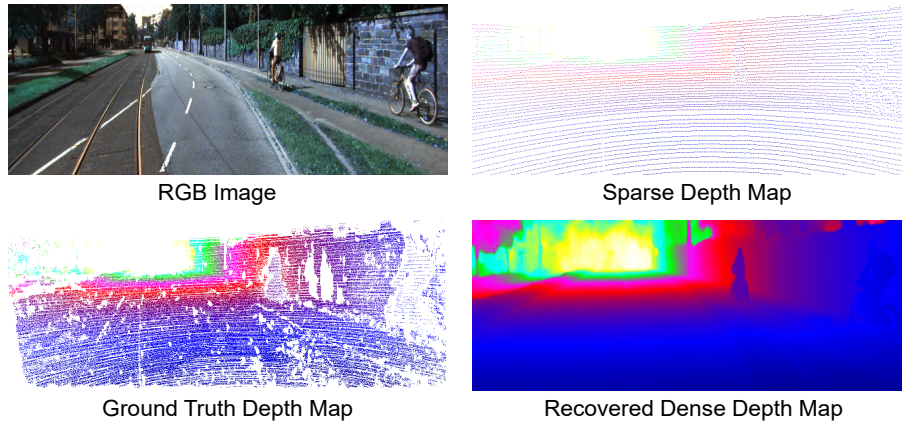 RGB Image
Sparse Depth Map
Ground Truth Depth Map
Recovered Dense Depth Map